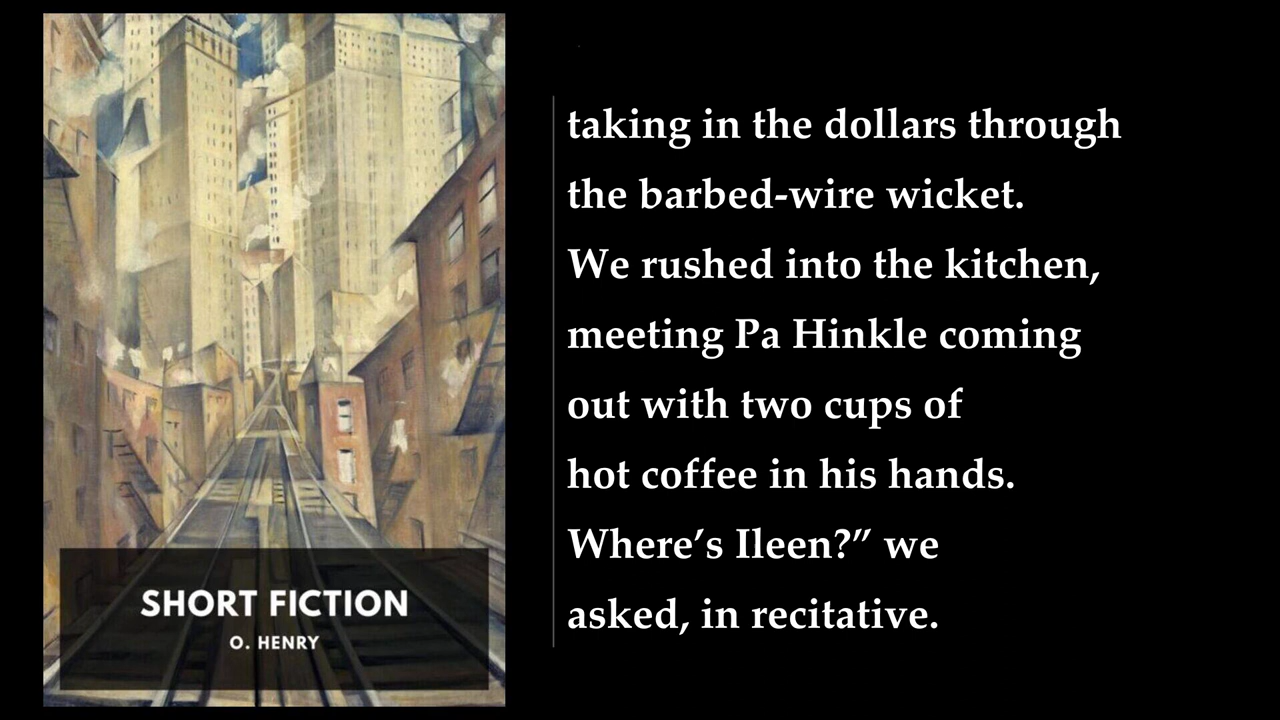 SHORT FICTION
O. HENRY
taking in the dollars through
the barbed-wire wicket.
We rushed into the kitchen,
meeting Pa Hinkle coming
out with two cups of
hot coffee in his hands.
Where’s Ileen?” we
asked, in recitative.